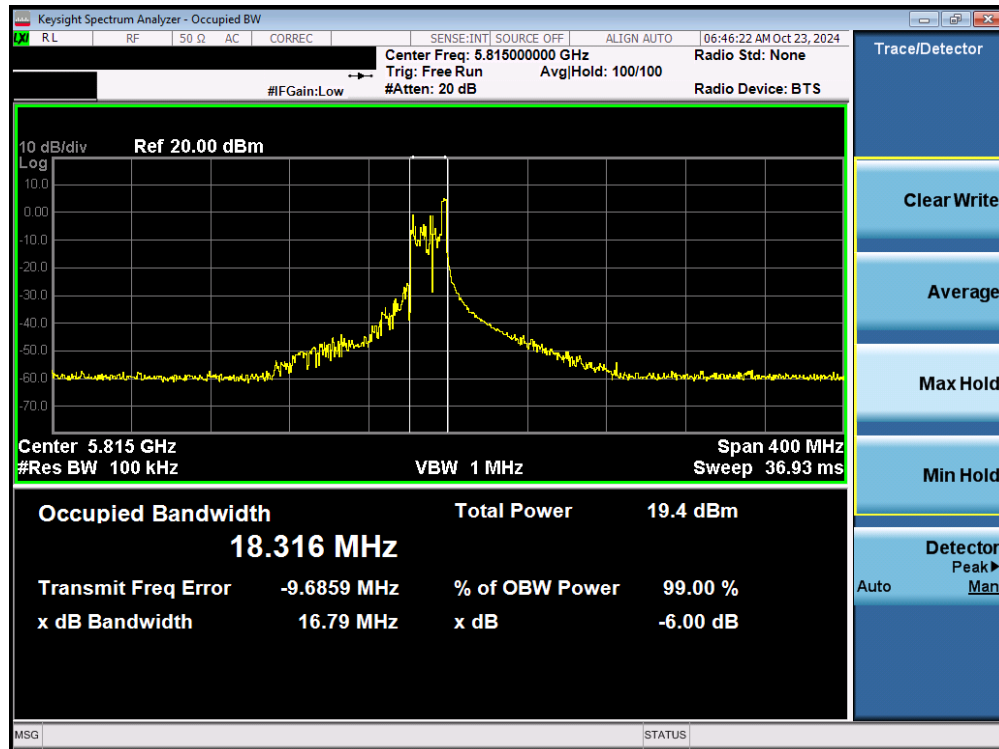 Keysight Spectrum Analyzer - Occupied BW
LXI RL RF 50 Ω AC CORREC SENSE:INT SOURCE OFF ALIGN AUTO 06:46:22 AM Oct 23, 2024
Center Freq: 5.815000000 GHz Radio Std: None
Trig: Free Run Avg|Hold: 100/100
#IFGain:Low #Atten: 20 dB Radio Device: BTS
10 dB/div Ref 20.00 dBm
Log
10.0
0.00
-10.0
-20.0
-30.0
-40.0
-50.0
-60.0
-70.0
Center 5.815 GHz Span 400 MHz
#Res BW 100 kHz VBW 1 MHz Sweep 36.93 ms
Occupied Bandwidth Total Power 19.4 dBm
18.316 MHz
Transmit Freq Error -9.6859 MHz % of OBW Power 99.00 %
x dB Bandwidth 16.79 MHz x dB -6.00 dB
MSG STATUS
Trace/Detector
Clear Write
Average
Max Hold
Min Hold
Detector
Peak▶
Auto Man